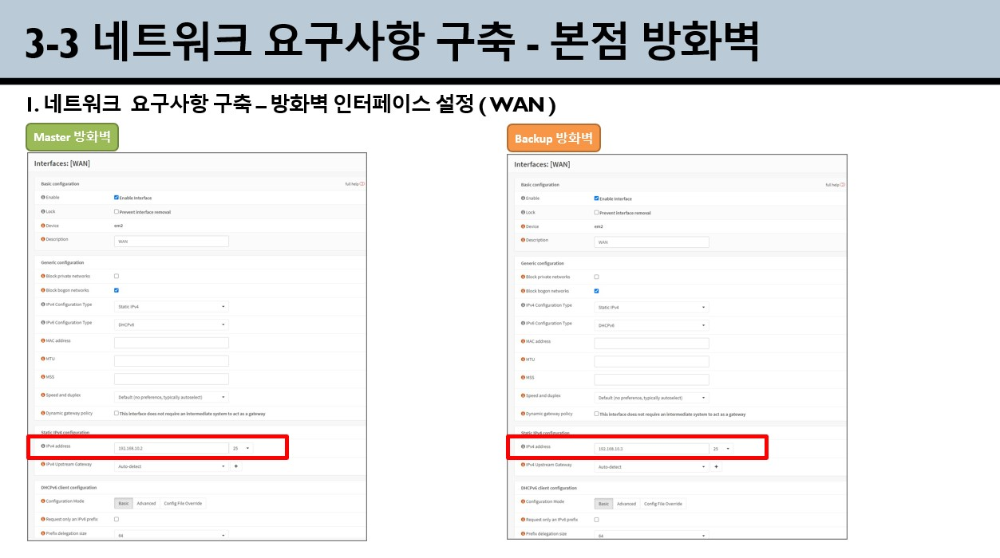 3-3 네트워크 요구사항 구축 - 본점 방화벽
1. 네트워크 요구사항 구축 – 방화벽 인터페이스 설정 ( WAN )
Master 방화벽
Interfaces: [WAN]
Basic configuration
full help
Enable
Enable Interface
Lock
Prevent interface removal
Device
em2
Description
WAN
Generic configuration
Block private networks
Block bogon networks
IPv4 Configuration Type
Static IPv4
IPv6 Configuration Type
DHCPv6
MAC address
MTU
MSS
Speed and duplex
Default (no preference, typically autoselect)
Dynamic gateway policy
This interface does not require an intermediate system to act as a gateway
Static IPv4 configuration
IPv4 address
192.168.10.2
25
IPv4 Upstream Gateway
Auto-detect
+
DHCPv6 client configuration
Configuration Mode
Basic
Advanced
Config File Override
Request only an IPv6 prefix
Prefix delegation size
64
Backup 방화벽
Interfaces: [WAN]
Basic configuration
full help
Enable
Enable Interface
Lock
Prevent interface removal
Device
em2
Description
WAN
Generic configuration
Block private networks
Block bogon networks
IPv4 Configuration Type
Static IPv4
IPv6 Configuration Type
DHCPv6
MAC address
MTU
MSS
Speed and duplex
Default (no preference, typically autoselect)
Dynamic gateway policy
This interface does not require an intermediate system to act as a gateway
Static IPv4 configuration
IPv4 address
192.168.10.3
25
IPv4 Upstream Gateway
Auto-detect
+
DHCPv6 client configuration
Configuration Mode
Basic
Advanced
Config File Override
Request only an IPv6 prefix
Prefix delegation size
64